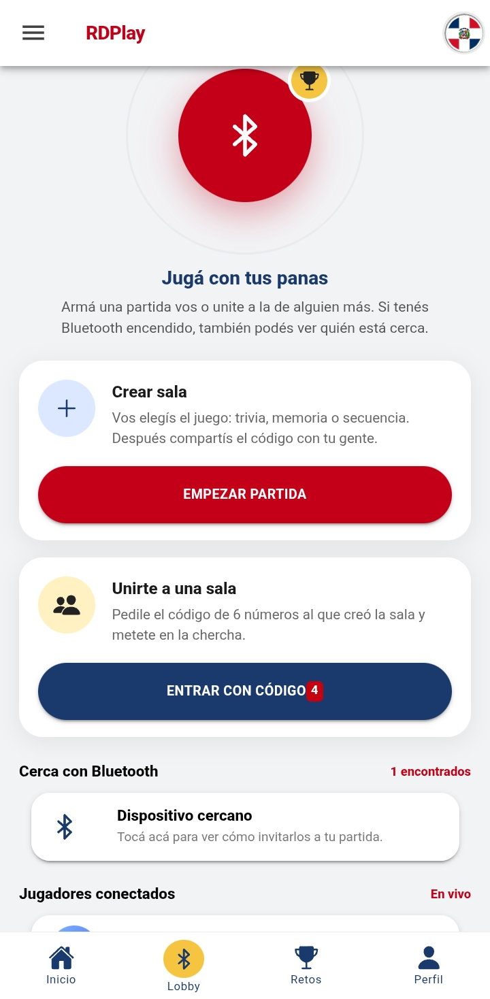 RDPlay
Jugá con tus panas
Armá una partida vos o unite a la de alguien más. Si tenés
Bluetooth encendido, también podés ver quién está cerca.
Crear sala
Vos elegís el juego: trivia, memoria o secuencia.
Después compartís el código con tu gente.
EMPEZAR PARTIDA
Unirte a una sala
Pedile el código de 6 números al que creó la sala y
metete en la chercha.
ENTRAR CON CÓDIGO 4
Cerca con Bluetooth 1 encontrados
Dispositivo cercano
Tocá acá para ver cómo invitarlos a tu partida.
Jugadores conectados En vivo
Inicio Lobby Retos Perfil